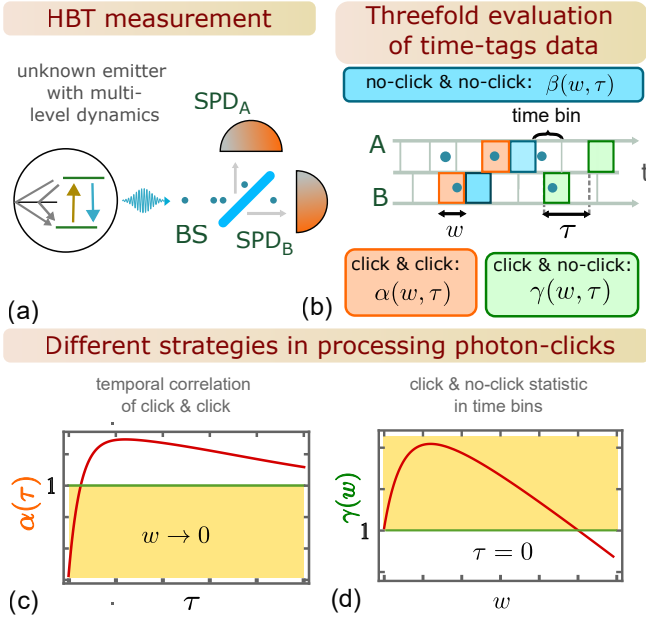 HBT measurement
unknown emitter
with multi-
level dynamics
SPD_A
BS
SPD_B
(a)
Threefold evaluation
of time-tags data
no-click & no-click: β(w, τ)
time bin
A
t
B
w
τ
click & click:
α(w, τ)
click & no-click:
γ(w, τ)
(b)
Different strategies in processing photon-clicks
temporal correlation
of click & click
1
α(τ)
w → 0
(c)
τ
click & no-click statistic
in time bins
γ(w)
1
τ = 0
(d)
w